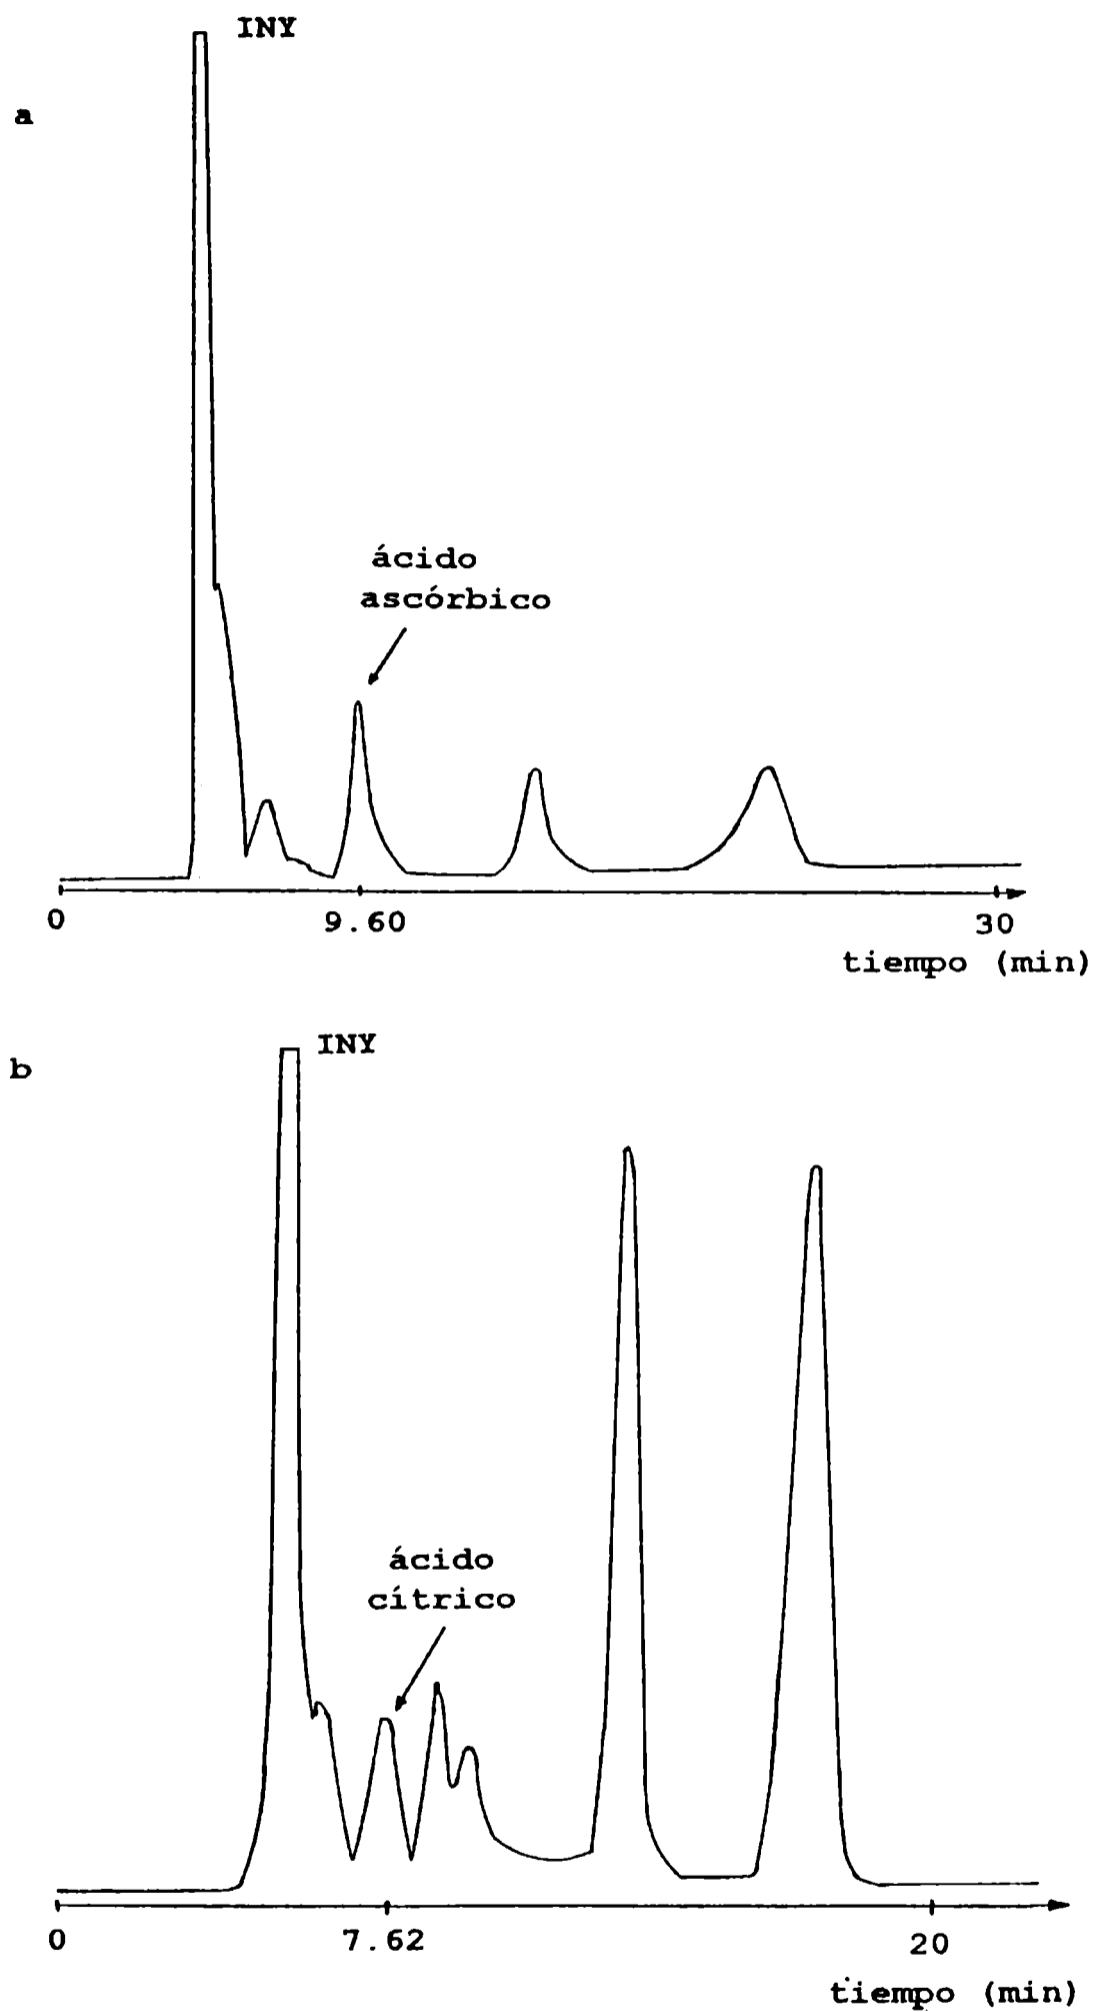 INY
a
ácido
ascórbico
0 9.60 30
tiempo (min)
INY
b
ácido
cítrico
0 7.62 20
tiempo (min)